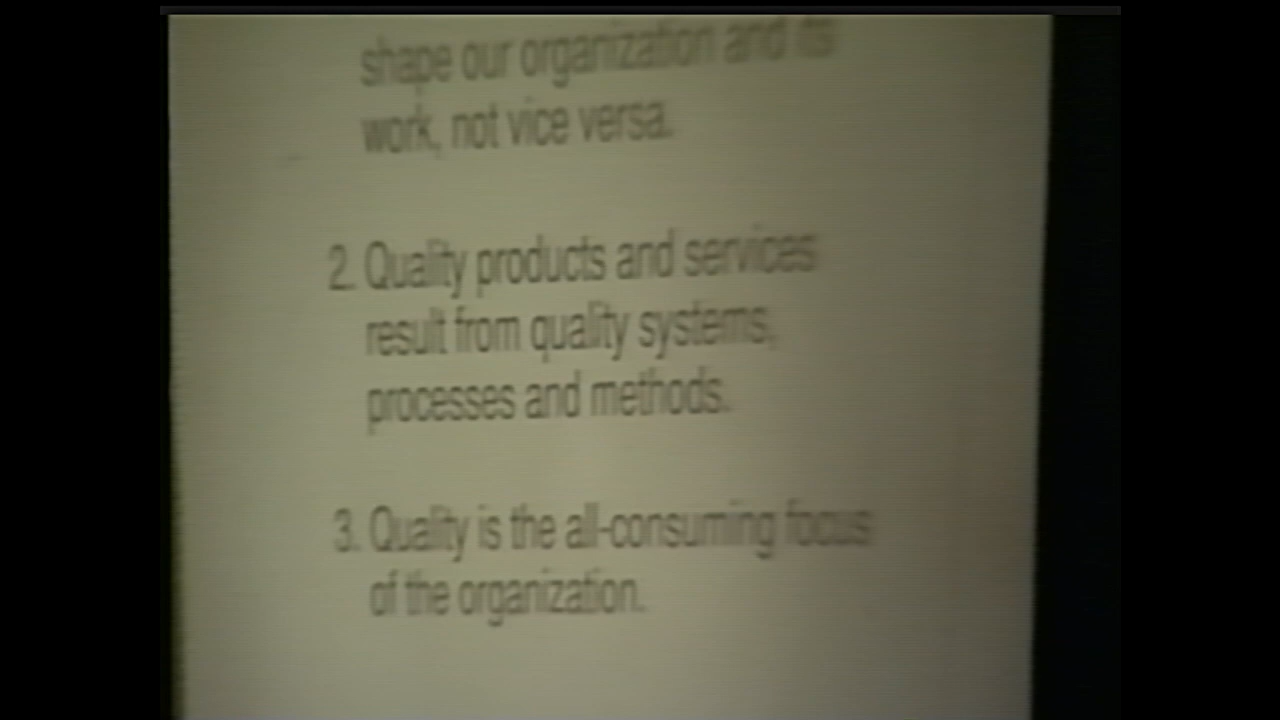 shape our organization and its
work, not vice versa.
2. Quality products and services
result from quality systems,
processes and methods.
3. Quality is the all-consuming focus
of the organization.